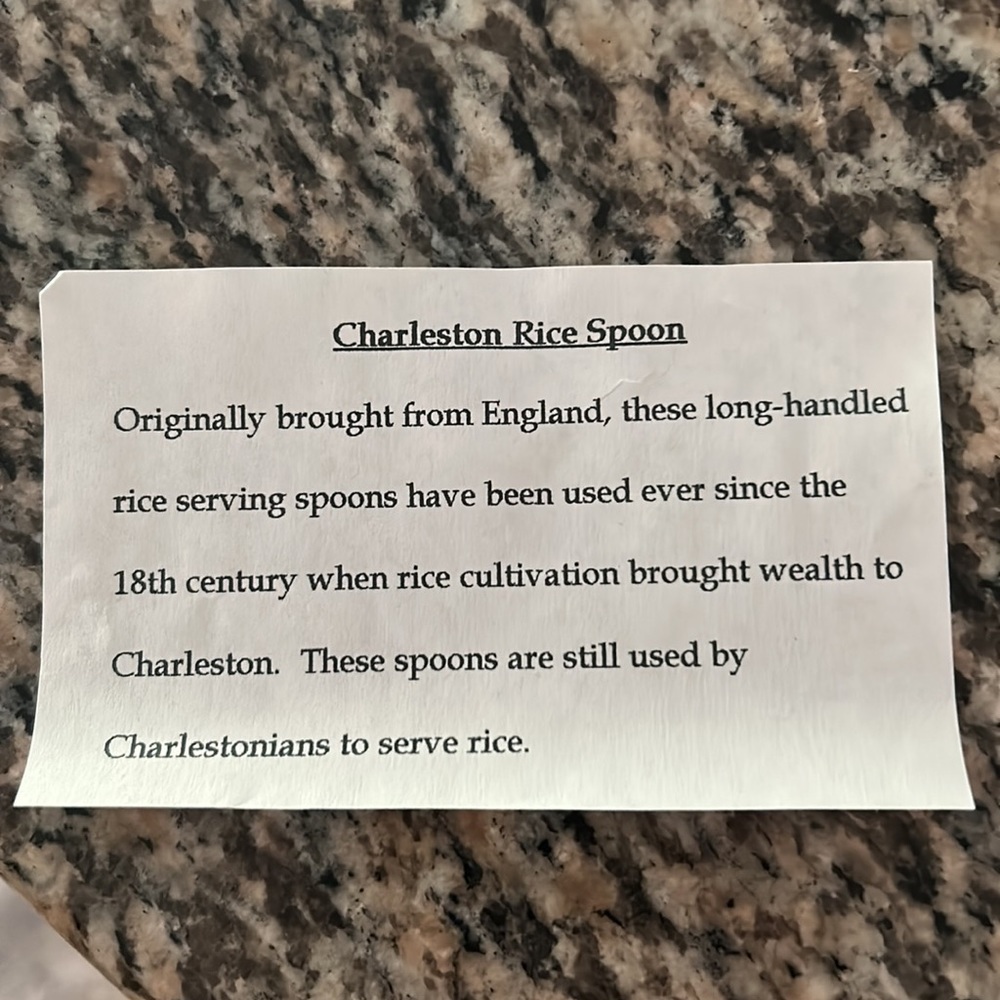 Charleston Rice Spoon
Originally brought from England, these long-handled
rice serving spoons have been used ever since the
18th century when rice cultivation brought wealth to
Charleston.  These spoons are still used by
Charlestonians to serve rice.